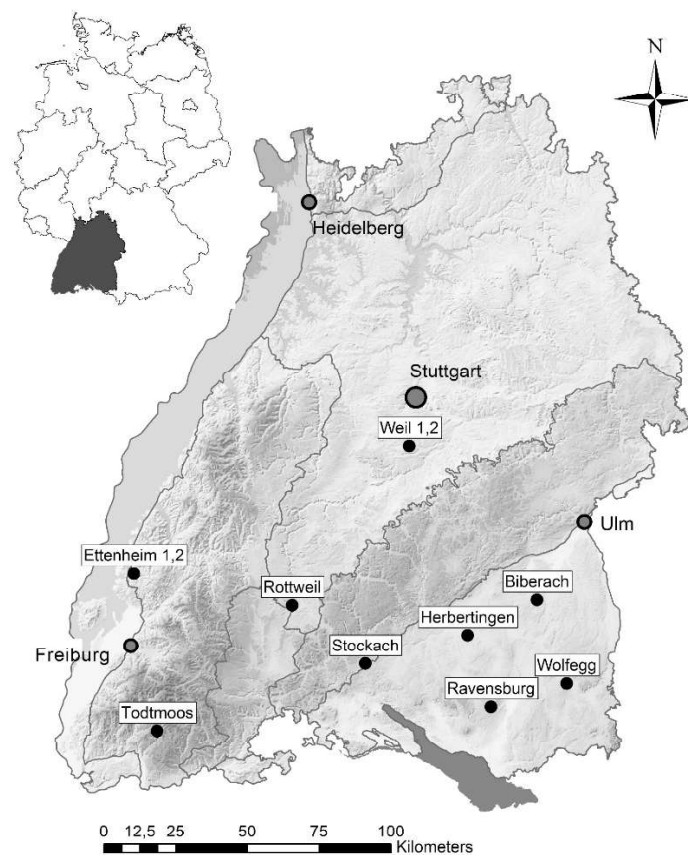 N
Heidelberg
Stuttgart
Weil 1,2
Ulm
Ettenheim 1,2
Rottweil
Biberach
Herbertingen
Freiburg
Stockach
Wolfegg
Ravensburg
Todtmoos
0 12,5 25 50 75 100
Kilometers